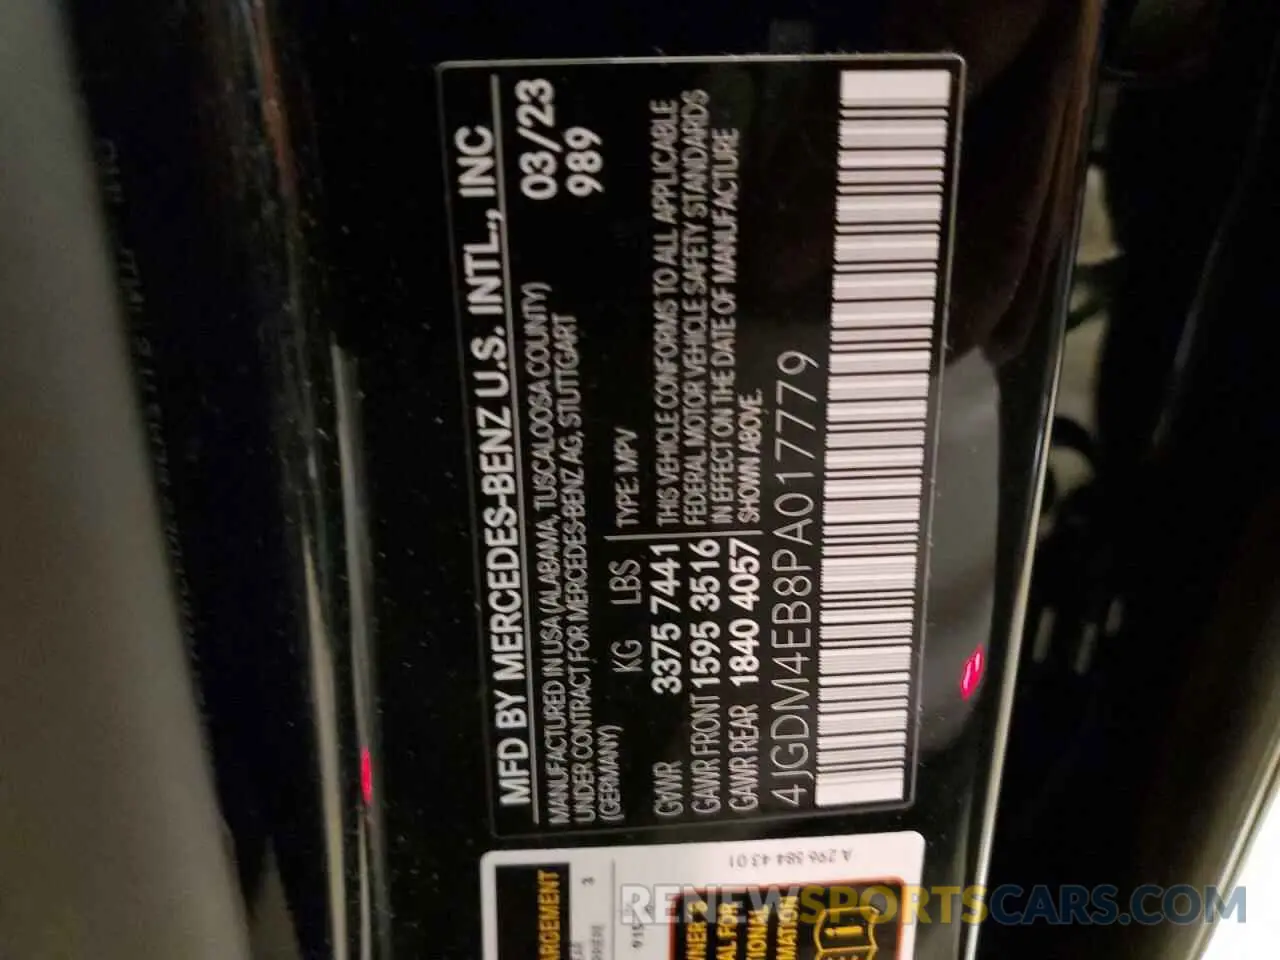 MFD BY MERCEDES-BENZ U.S. INTL., INC
MANUFACTURED IN USA (ALABAMA, TUSCALOOSA COUNTY) 03/23
UNDER CONTRACT FOR MERCEDES-BENZ AG, STUTTGART 989
(GERMANY) KG LBS TYPE: MPV
GVWR 3375 7441 THIS VEHICLE CONFORMS TO ALL APPLICABLE
GAWR FRONT 1595 3516 FEDERAL MOTOR VEHICLE SAFETY STANDARDS
GAWR REAR 1840 4057 IN EFFECT ON THE DATE OF MANUFACTURE
SHOWN ABOVE.
4JGDM4EB8PA017779
A 296 584 43 01
ARGEMENT
3
RENEWSPORTSCARS.COM